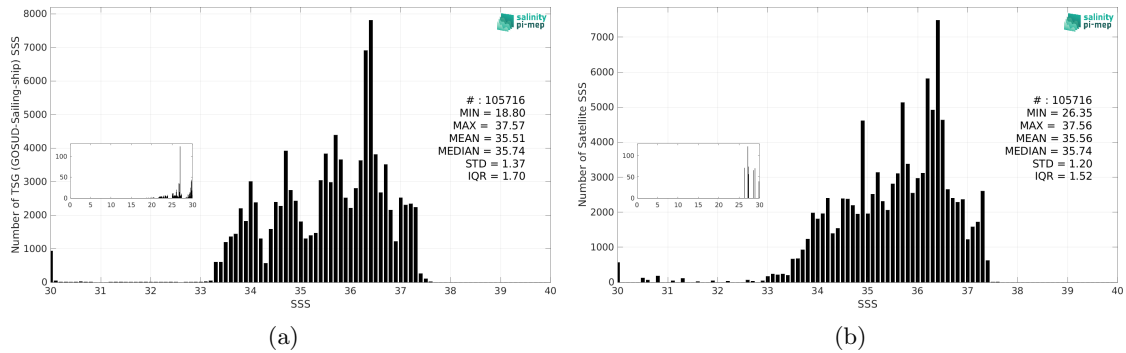 8000
7000
6000
5000
4000
3000
2000
1000
0
Number of TSG (GOSUD-Sailing-ship) SSS
100
50
0
0 5 10 15 20 25 30
salinity
pi-mep
# : 105716
MIN = 18.80
MAX = 37.57
MEAN = 35.51
MEDIAN = 35.74
STD = 1.37
IQR = 1.70
30 31 32 33 34 35 36 37 38 39 40
SSS
(a)
7000
6000
5000
4000
3000
2000
1000
0
Number of Satellite SSS
100
50
0
0 5 10 15 20 25 30
salinity
pi-mep
# : 105716
MIN = 26.35
MAX = 37.56
MEAN = 35.56
MEDIAN = 35.74
STD = 1.20
IQR = 1.52
30 31 32 33 34 35 36 37 38 39 40
SSS
(b)